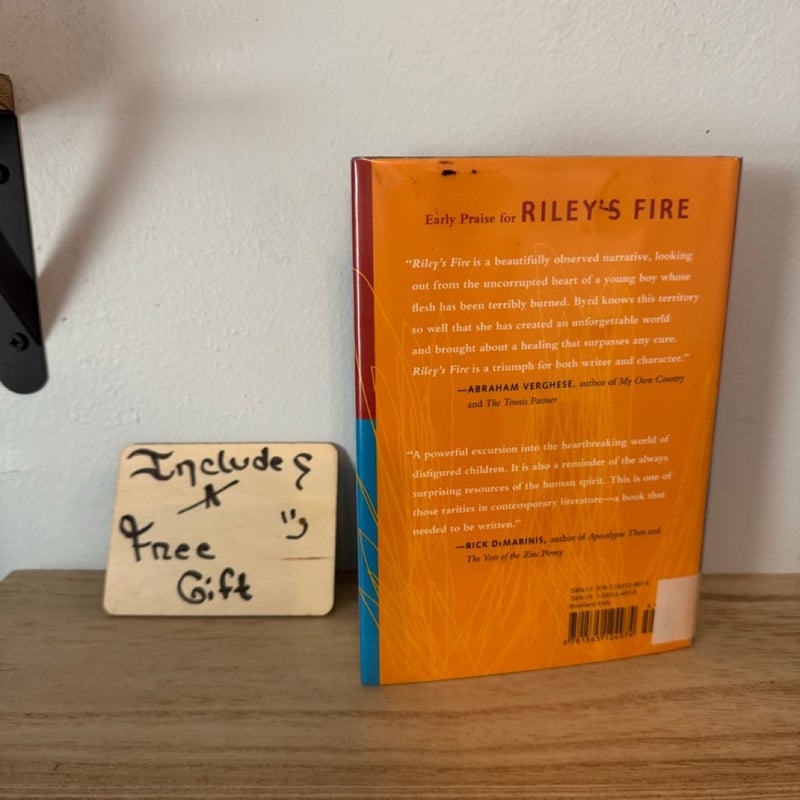 Includes
A
Free
Gift
Early Praise for RILEY'S FIRE
"Riley's Fire is a beautifully observed narrative, looking
out from the uncorrupted heart of a young boy whose
flesh has been terribly burned. Byrd knows this territory
so well that she has created an unforgettable world
and brought about a healing that surpasses any cure.
Riley's Fire is a triumph for both writer and character."
—ABRAHAM VERGHESE, author of My Own Country
and The Tennis Partner
"A powerful excursion into the heartbreaking world of
disfigured children. It is also a reminder of the always
surprising resources of the human spirit. This is one of
those rarities in contemporary literature—a book that
needed to be written."
—RICK DeMARINIS, author of Apocalypse Then and
The Year of the Zinc Penny
ISBN-13:
ISBN-10: